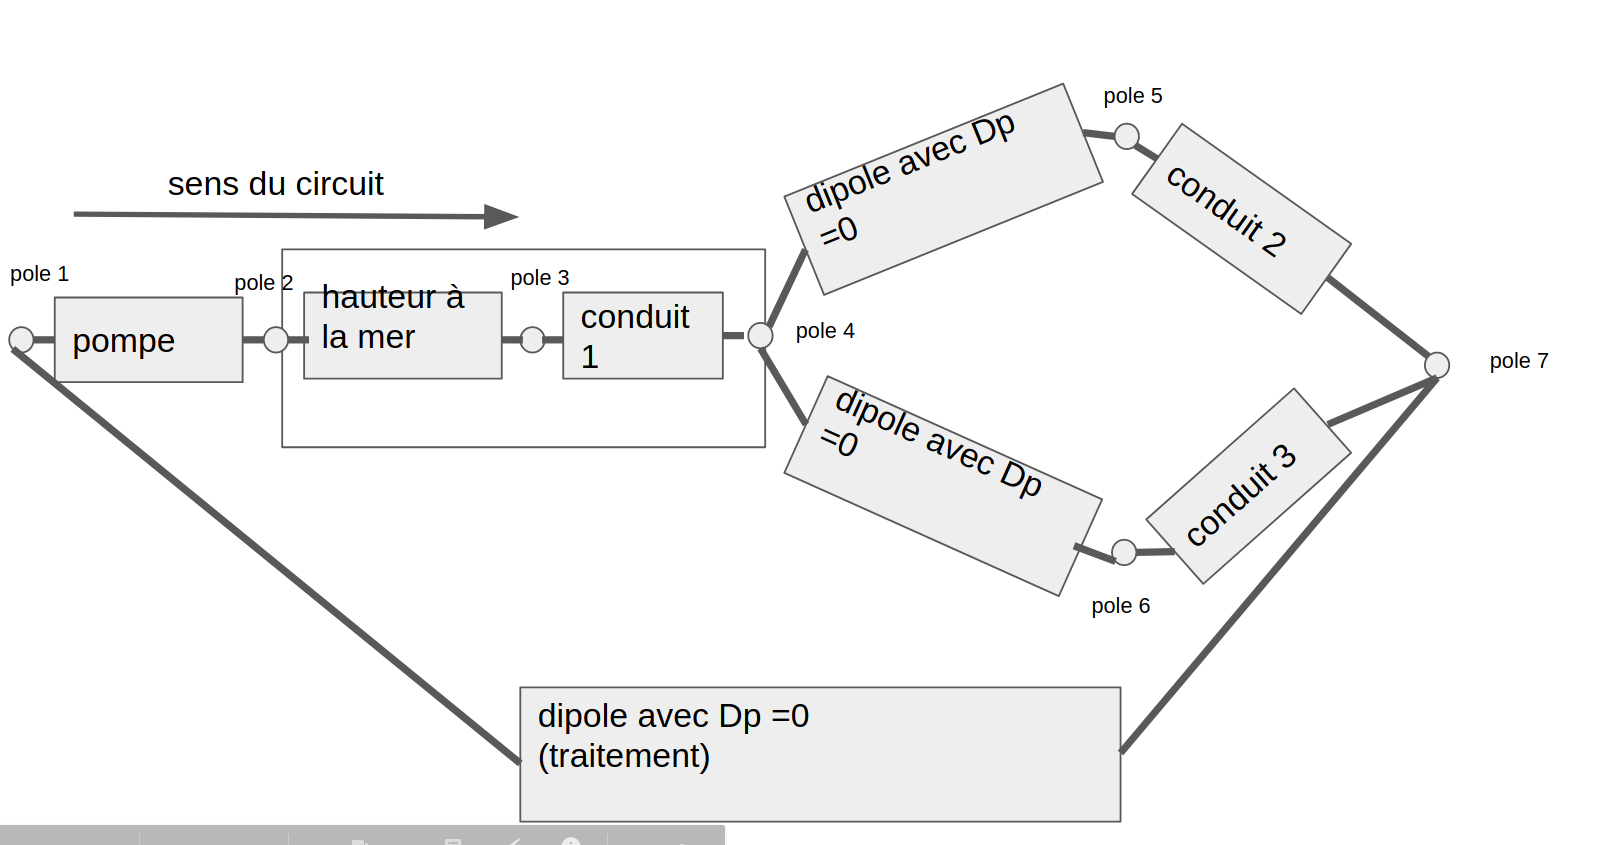 pole 5
dipole avec Dp
=0
conduit 2
sens du circuit
pole 1
pole 2
pole 3
hauteur à
la mer
pompe
conduit
1
pole 4
pole 7
dipole avec Dp
=0
conduit 3
pole 6
dipole avec Dp =0
(traitement)